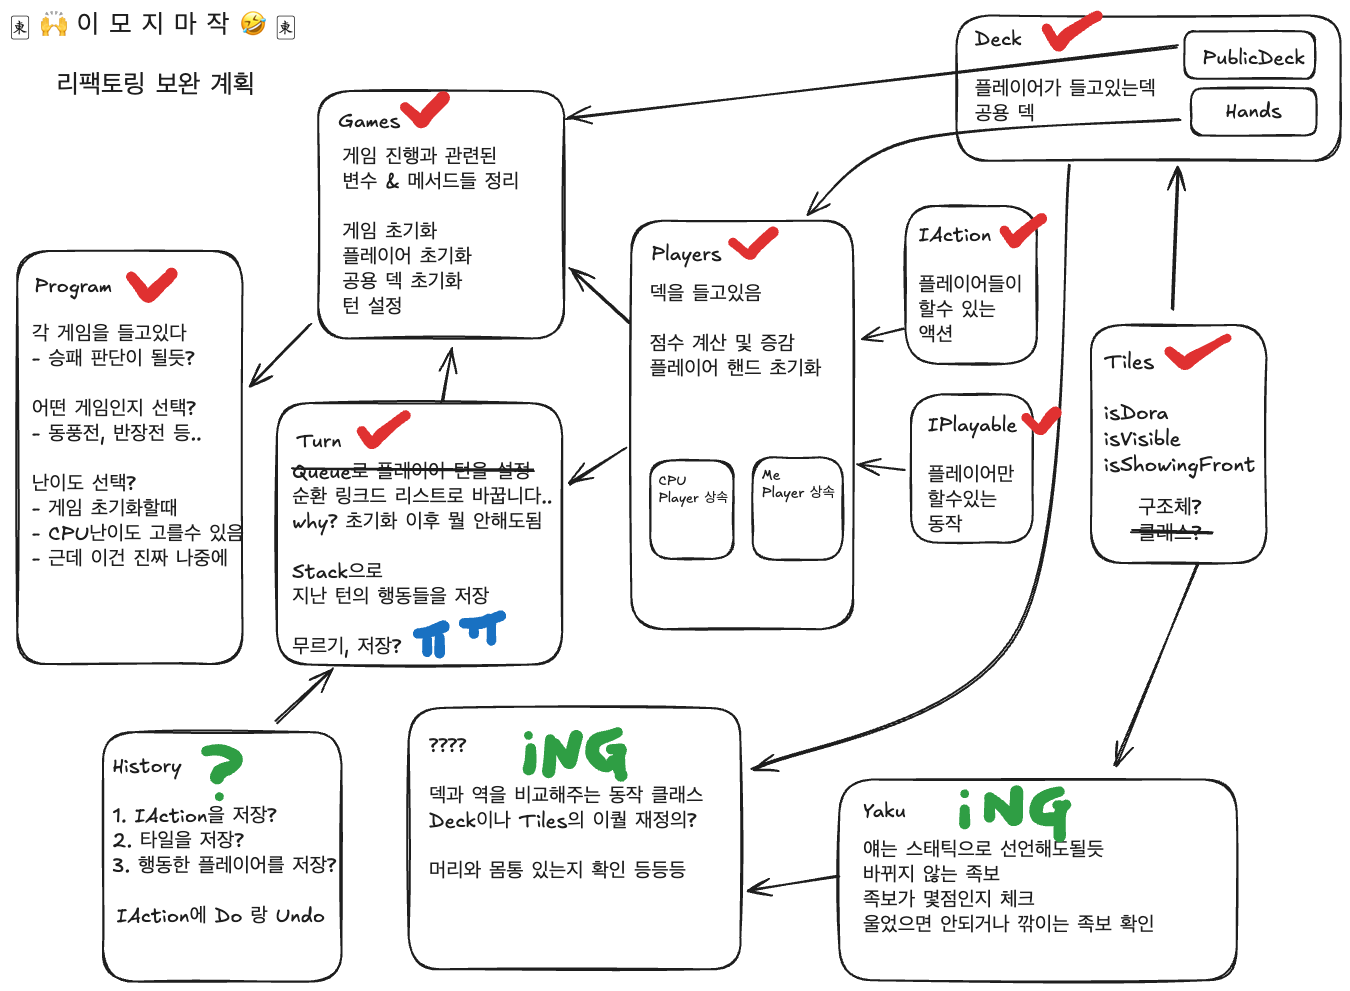 🀀 🙌 이 모 지 마 작 🤣 🀀
리팩토링 보완 계획
Deck
플레이어가 들고있는덱
공용 덱
PublicDeck
Hands
Games
게임 진행과 관련된
변수 & 메서드들 정리
게임 초기화
플레이어 초기화
공용 덱 초기화
턴 설정
Program
각 게임을 들고있다
- 승패 판단이 될듯?
어떤 게임인지 선택?
- 동풍전, 반장전 등..
난이도 선택?
- 게임 초기화할때
- CPU난이도 고를수 있음
- 근데 이건 진짜 나중에
Turn
Queue로 플레이어 턴을 설정
순환 링크드 리스트로 바꿉니다..
why? 초기화 이후 뭘 안해도됨
Stack으로
지난 턴의 행동들을 저장
무르기, 저장? ㅠㅠ
Players
덱을 들고있음
점수 계산 및 증감
플레이어 핸드 초기화
CPU
Player 상속
Me
Player 상속
IAction
플레이어들이
할수 있는
액션
IPlayable
플레이어만
할수있는
동작
Tiles
isDora
isVisible
isShowingFront
구조체?
클래스?
History ?
1. IAction을 저장?
2. 타일을 저장?
3. 행동한 플레이어를 저장?
IAction에 Do 랑 Undo
???? iNG
덱과 역을 비교해주는 동작 클래스
Deck이나 Tiles의 이퀄 재정의?
머리와 몸통 있는지 확인 등등등
Yaku iNG
얘는 스태틱으로 선언해도될듯
바뀌지 않는 족보
족보가 몇점인지 체크
울었으면 안되거나 깎이는 족보 확인